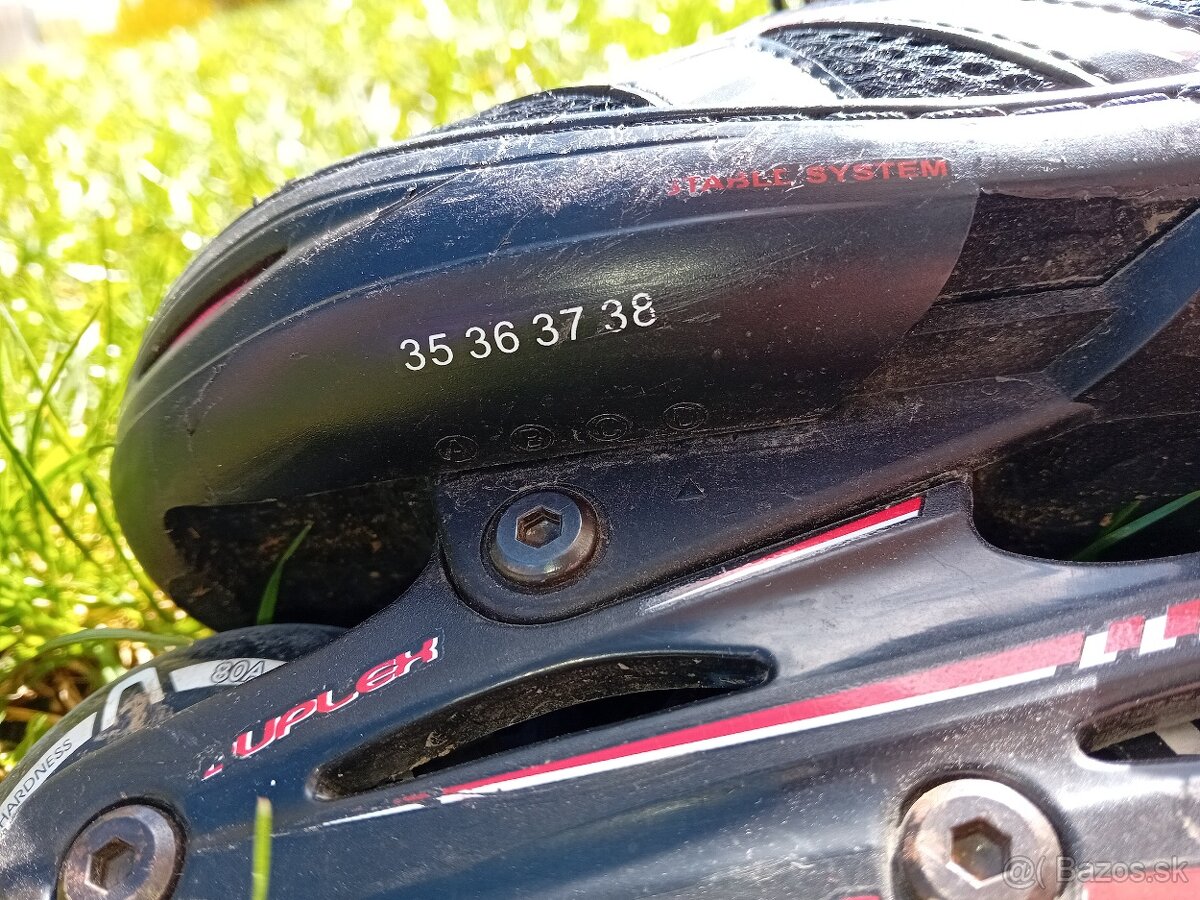 STABLE SYSTEM
35 36 37 38
A B C D
80A
HARDNESS
UPLEX
@ Bazos.sk